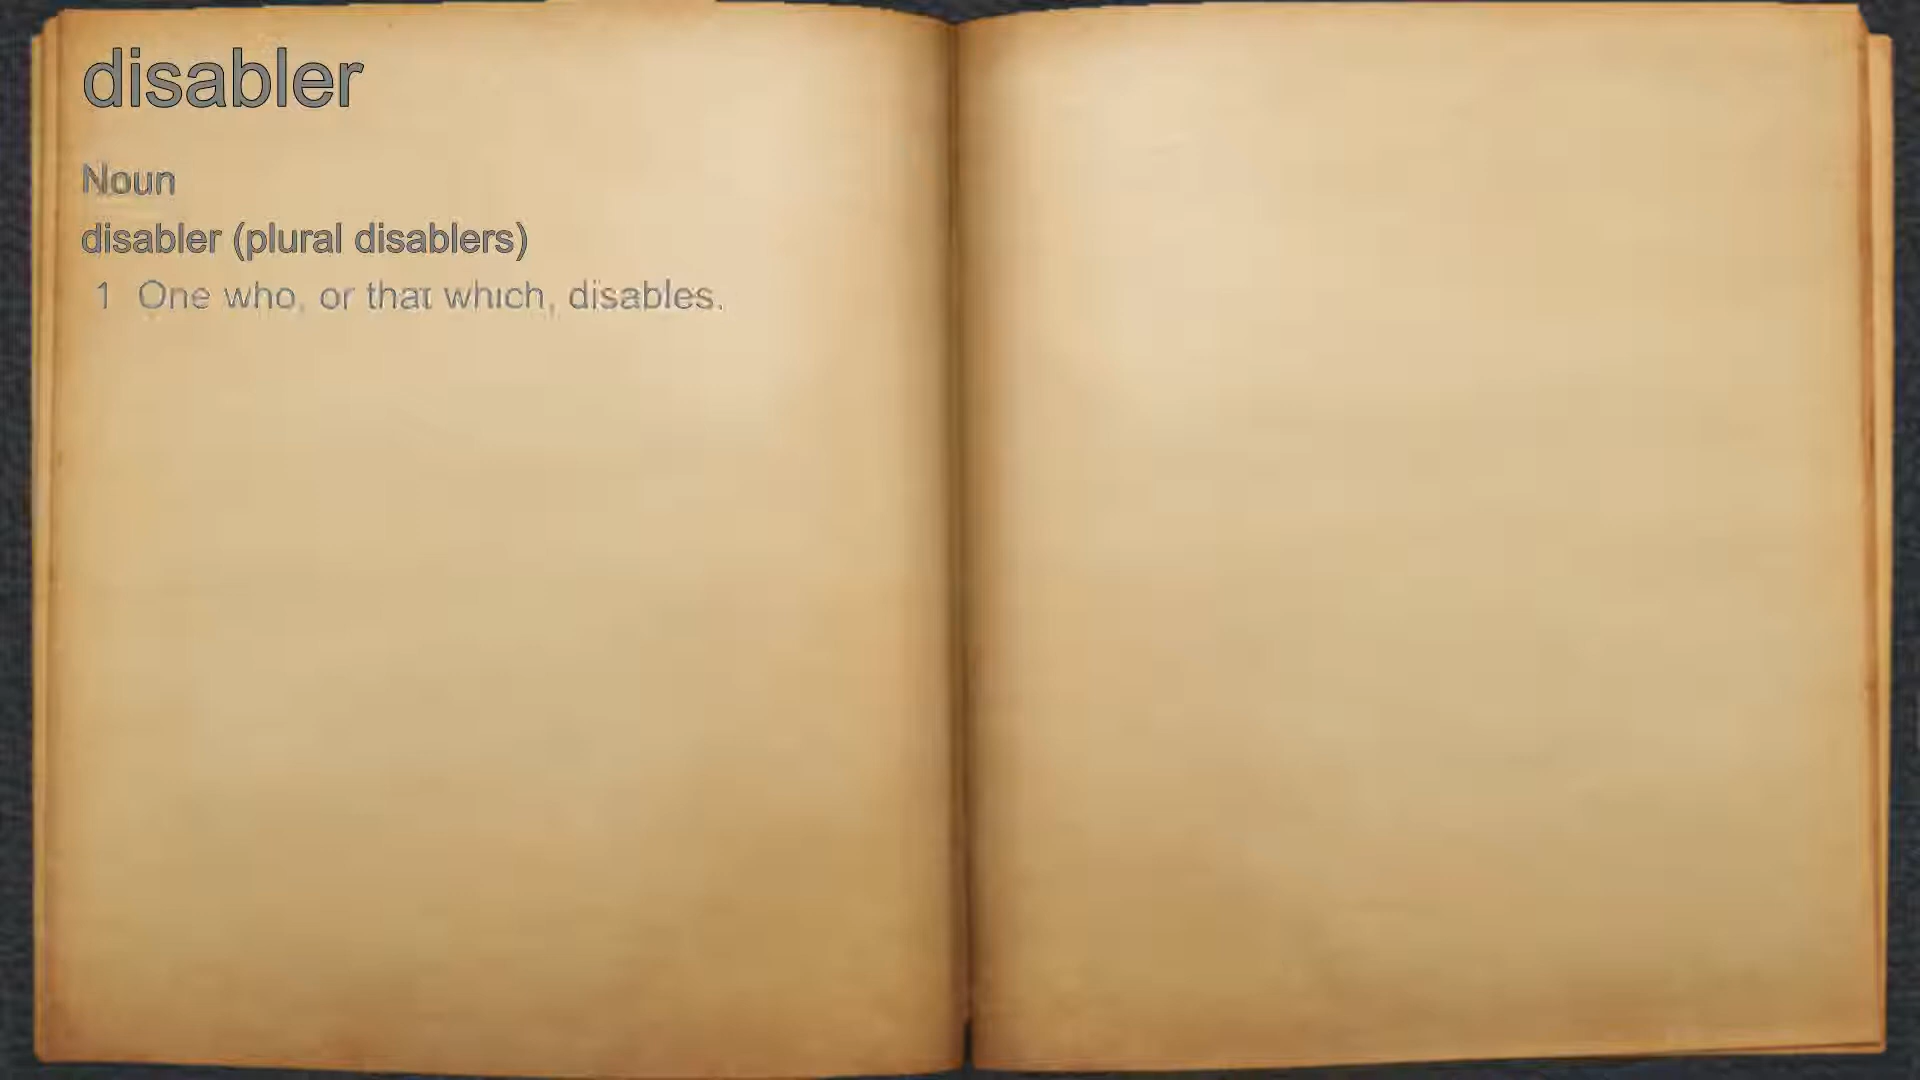 disabler
Noun
disabler (plural disablers)
1 One who, or that which, disables.